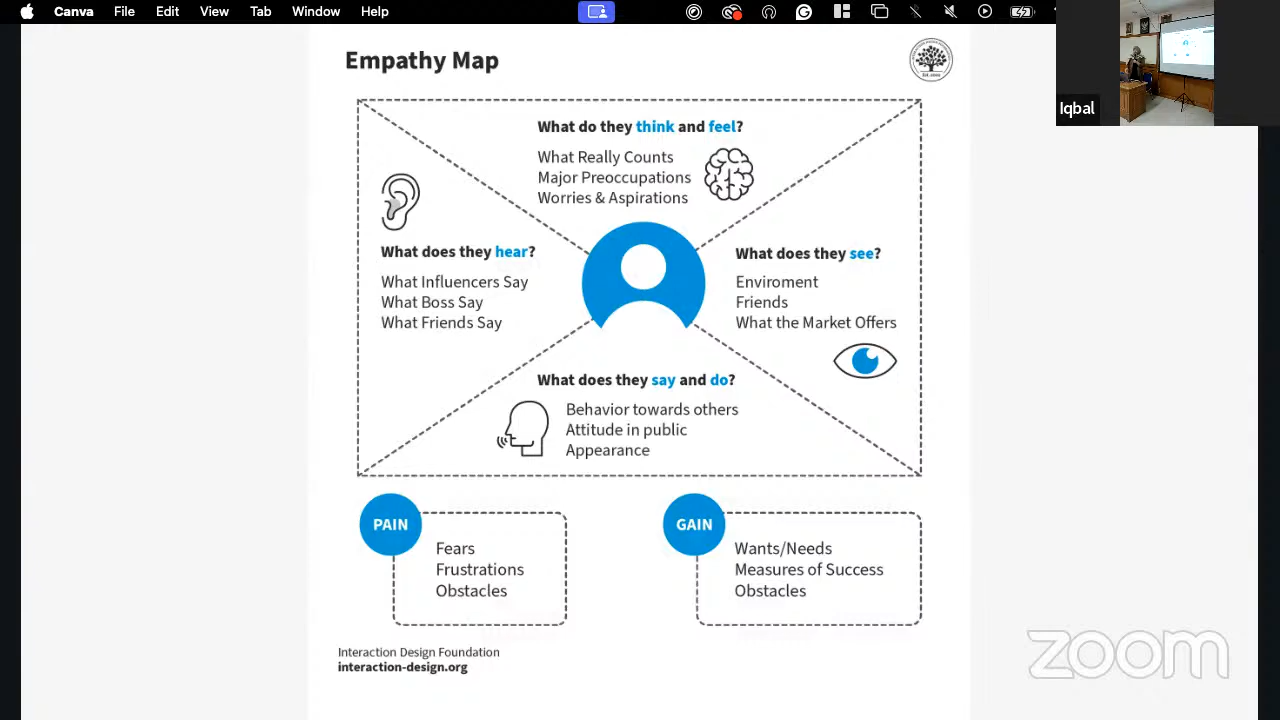 Canva File Edit View Tab Window Help
Iqbal
Empathy Map
What do they think and feel?
What Really Counts
Major Preoccupations
Worries & Aspirations
What does they hear?
What Influencers Say
What Boss Say
What Friends Say
What does they see?
Enviroment
Friends
What the Market Offers
What does they say and do?
Behavior towards others
Attitude in public
Appearance
PAIN
Fears
Frustrations
Obstacles
GAIN
Wants/Needs
Measures of Success
Obstacles
Interaction Design Foundation
interaction-design.org
zoom